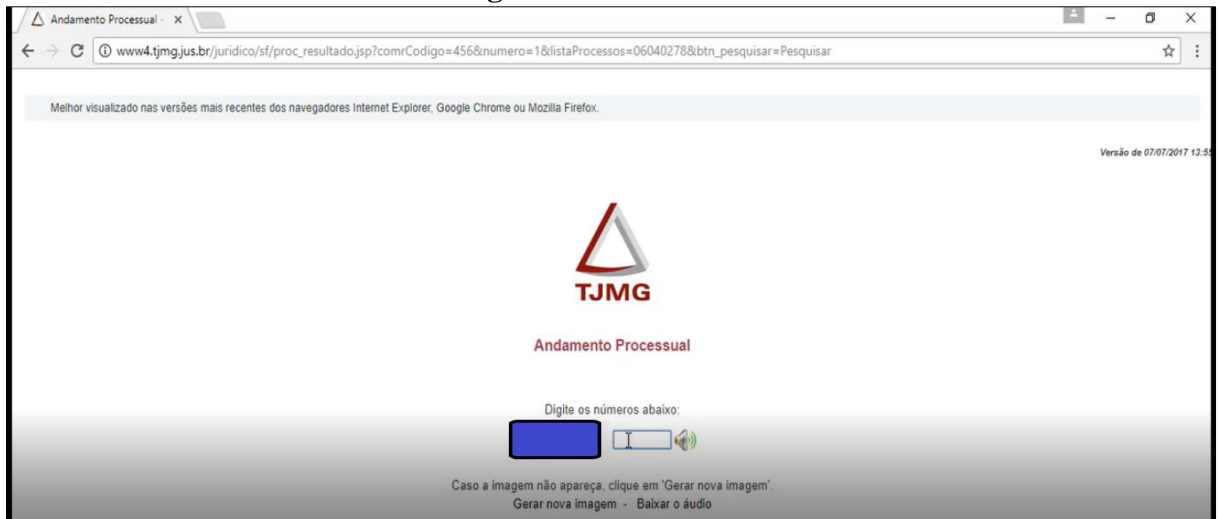 Andamento Processual -
www4.tjmg.jus.br/juridico/sf/proc_resultado.jsp?comrCodigo=456&numero=1&listaProcessos=06040278&btn_pesquisar=Pesquisar
Melhor visualizado nas versões mais recentes dos navegadores Internet Explorer, Google Chrome ou Mozilla Firefox.
Versão de 07/07/2017 13:55
TJMG
Andamento Processual
Digite os números abaixo:
Caso a imagem não apareça, clique em 'Gerar nova imagem'.
Gerar nova imagem - Baixar o áudio